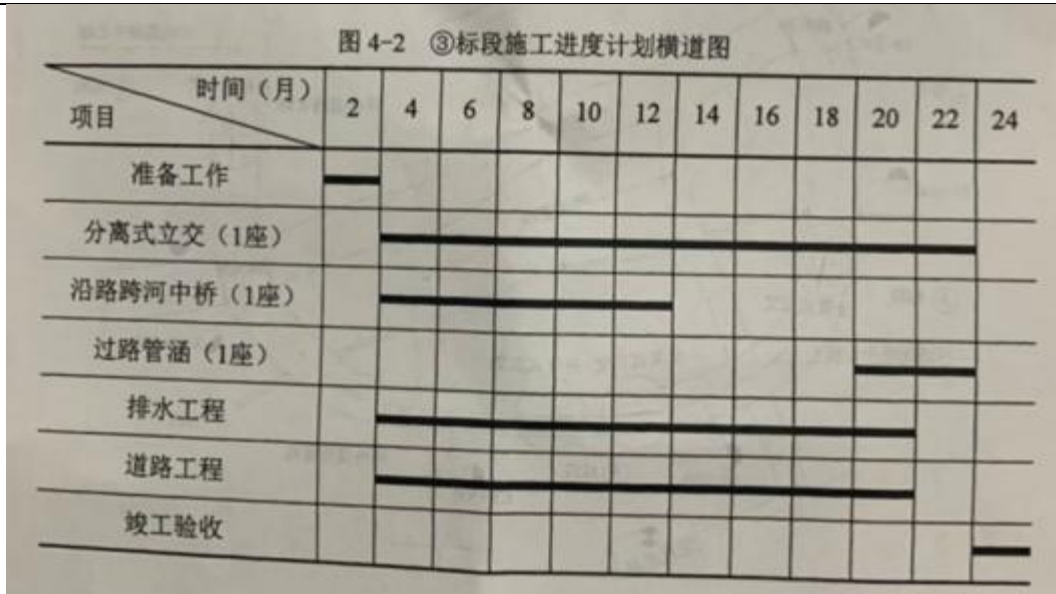 图 4-2 ③标段施工进度计划横道图
时间（月）
项目
2 4 6 8 10 12 14 16 18 20 22 24
准备工作
分离式立交（1座）
沿路跨河中桥（1座）
过路管涵（1座）
排水工程
道路工程
竣工验收